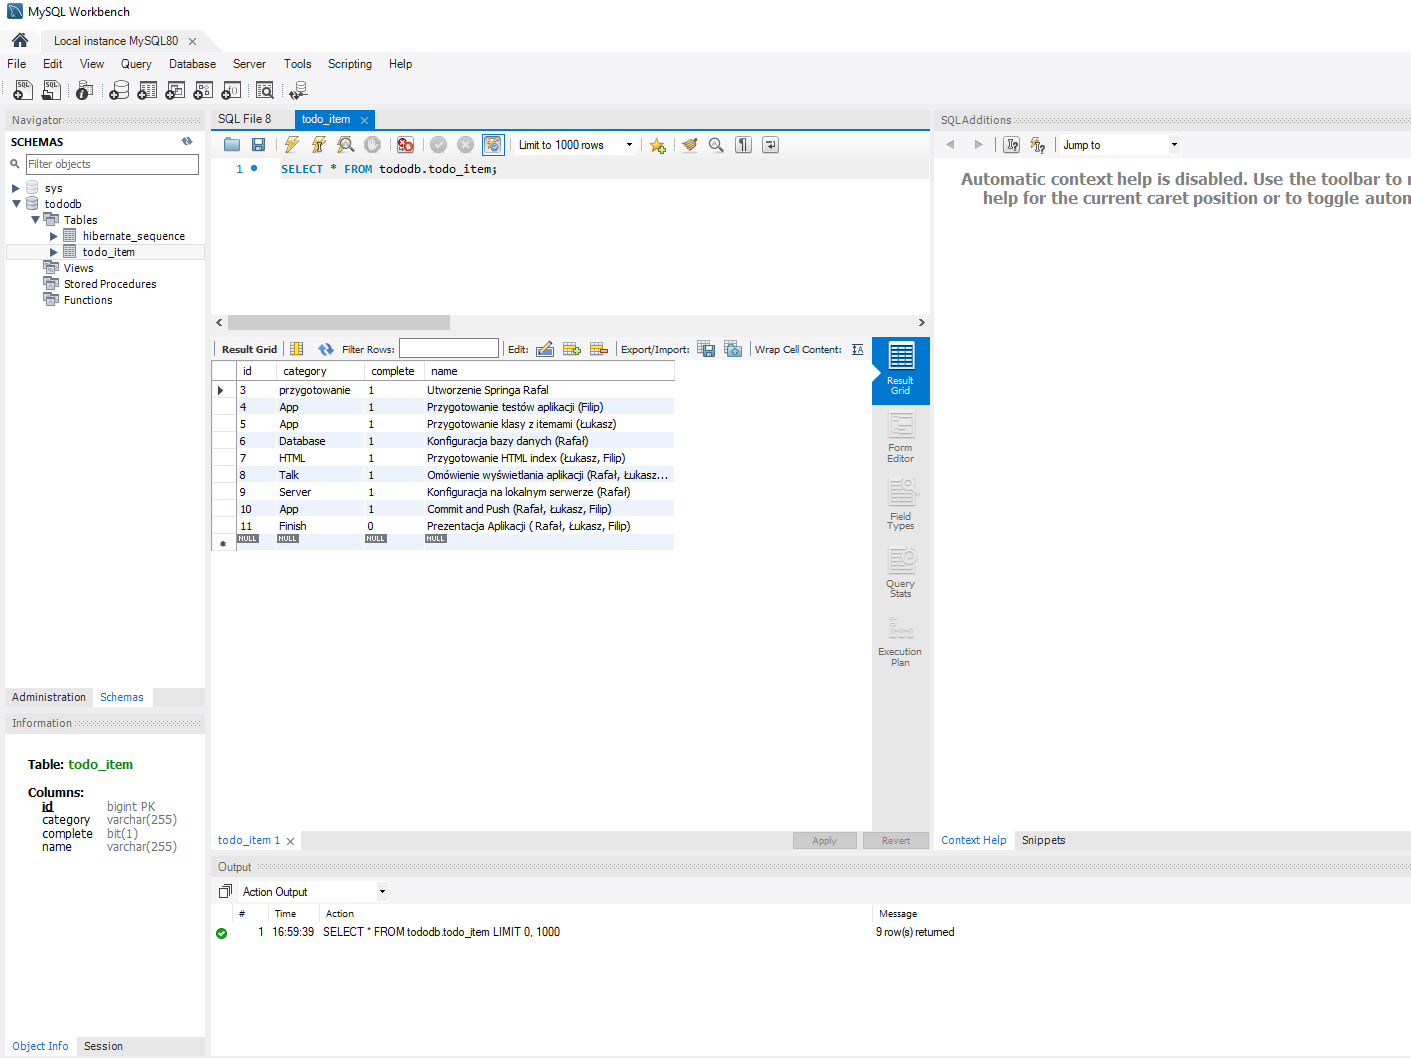 MySQL Workbench
Local instance MySQL80
File Edit View Query Database Server Tools Scripting Help
Navigator
SCHEMAS
Filter objects
sys
tododb
Tables
hibernate_sequence
todo_item
Views
Stored Procedures
Functions
Administration Schemas
Information
Table: todo_item
Columns:
id bigint PK
category varchar(255)
complete bit(1)
name varchar(255)
Object Info Session
SQL File 8 todo_item
Limit to 1000 rows
1 SELECT * FROM tododb.todo_item;
Result Grid Filter Rows: Edit: Export/Import: Wrap Cell Content:
id category complete name
3 przygotowanie 1 Utworzenie Springa Rafal
4 App 1 Przygotowanie testów aplikacji (Filip)
5 App 1 Przygotowanie klasy z itemami (Łukasz)
6 Database 1 Konfiguracja bazy danych (Rafał)
7 HTML 1 Przygotowanie HTML index (Łukasz, Filip)
8 Talk 1 Omówienie wyświetlania aplikacji (Rafał, Łukasz...
9 Server 1 Konfiguracja na lokalnym serwerze (Rafał)
10 App 1 Commit and Push (Rafał, Łukasz, Filip)
11 Finish 0 Prezentacja Aplikacji ( Rafał, Łukasz, Filip)
NULL NULL NULL NULL
Result
Grid
Form
Editor
Field
Types
Query
Stats
Execution
Plan
todo_item 1 Apply Revert
SQLAdditions
Jump to
Automatic context help is disabled. Use the toolbar to
help for the current caret position or to toggle
Context Help Snippets
Output
Action Output
# Time Action Message
1 16:59:39 SELECT * FROM tododb.todo_item LIMIT 0, 1000 9 row(s) returned